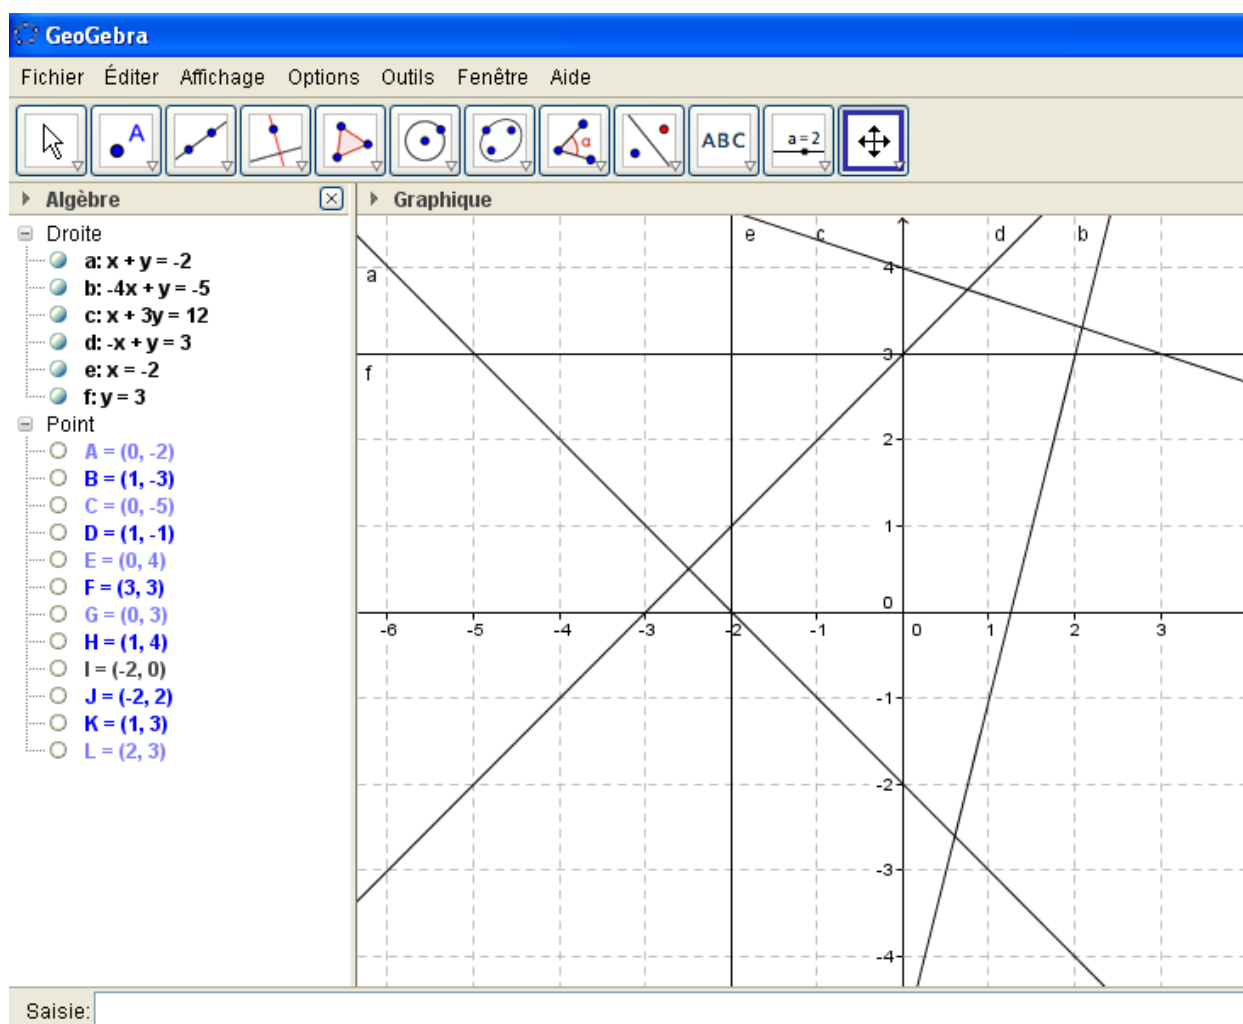 GeoGebra
Fichier Éditer Affichage Options Outils Fenêtre Aide
A α ABC a=2
Algèbre
Graphique
Droite
a: x + y = -2
b: -4x + y = -5
c: x + 3y = 12
d: -x + y = 3
e: x = -2
f: y = 3
Point
A = (0, -2)
B = (1, -3)
C = (0, -5)
D = (1, -1)
E = (0, 4)
F = (3, 3)
G = (0, 3)
H = (1, 4)
I = (-2, 0)
J = (-2, 2)
K = (1, 3)
L = (2, 3)
e c d b
a
f
4
3
2
1
0
-6 -5 -4 -3 -2 -1 0 1 2 3
-1
-2
-3
-4
Saisie: